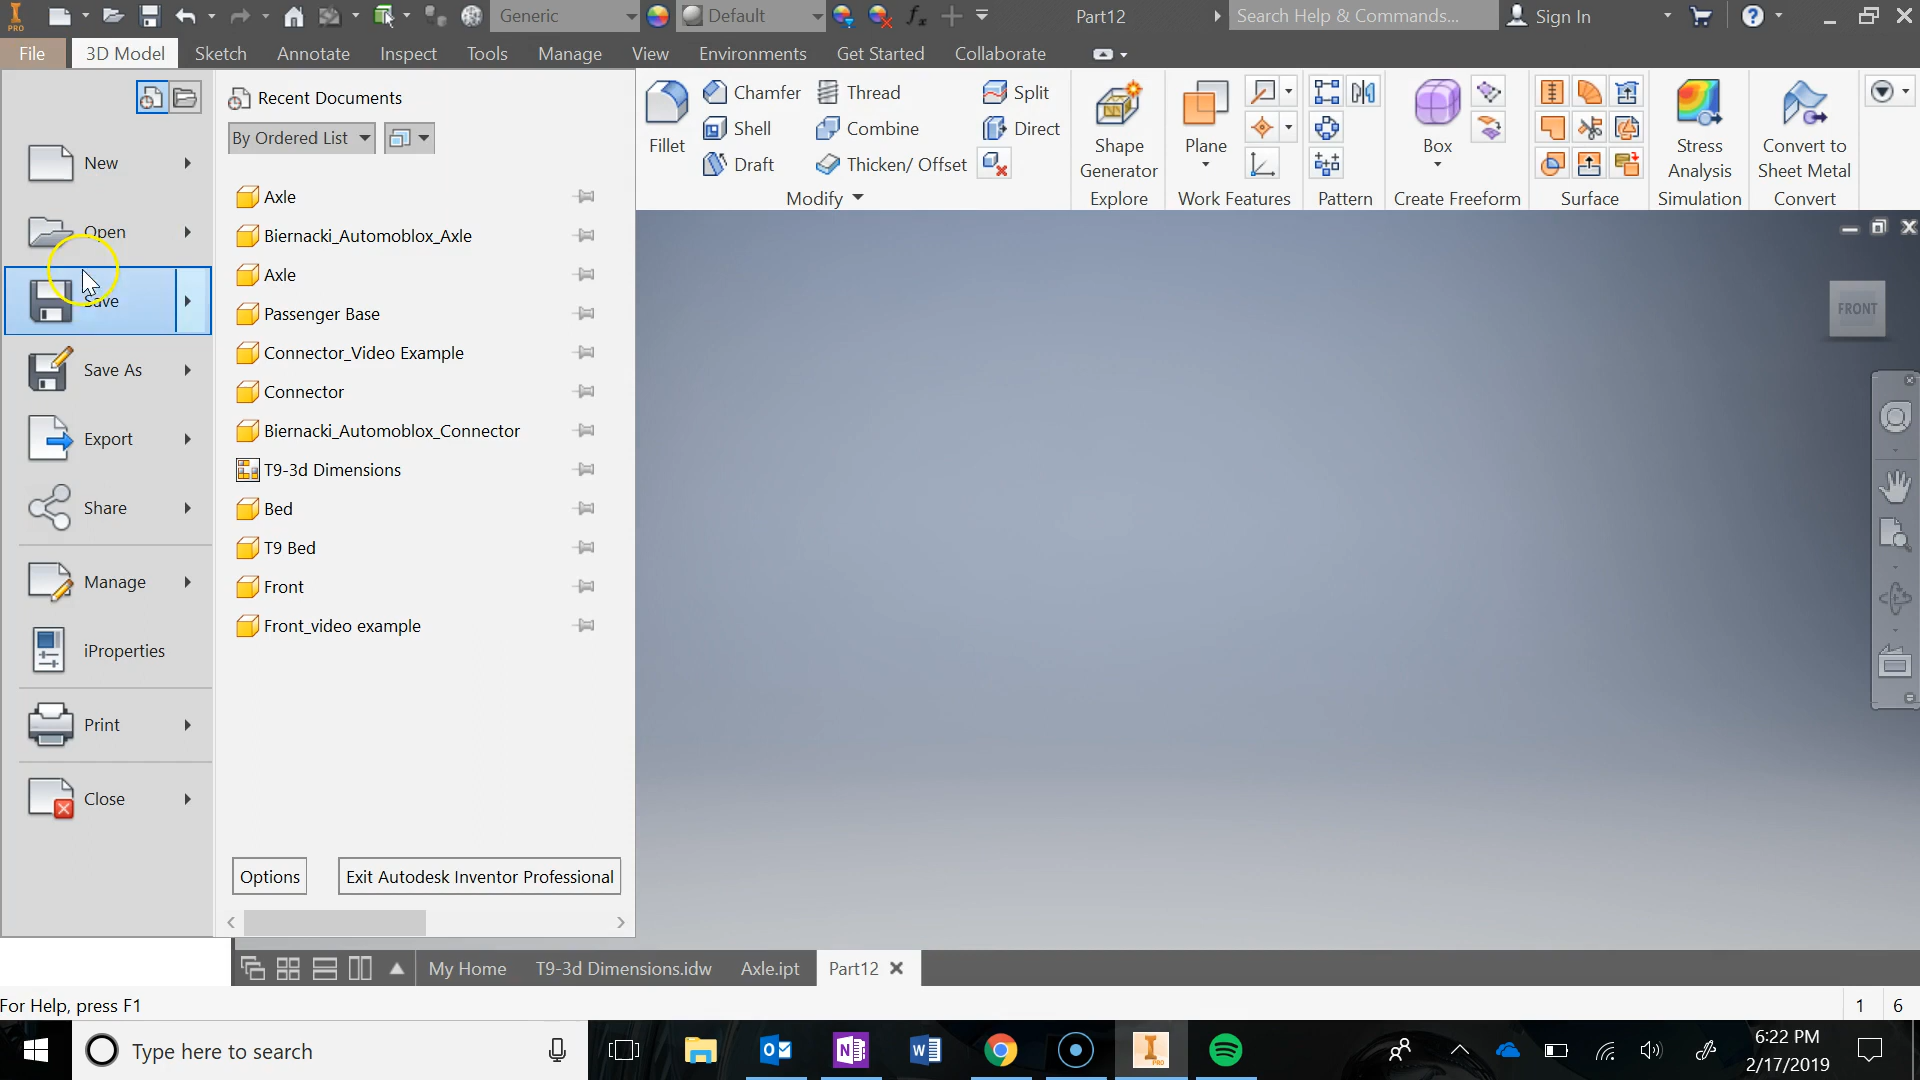 PRO
Generic
Default
Part12
Search Help & Commands...
Sign In
File
3D Model
Sketch
Annotate
Inspect
Tools
Manage
View
Environments
Get Started
Collaborate
Recent Documents
By Ordered List
New
Open
Save
Save As
Export
Share
Manage
iProperties
Print
Close
Axle
Biernacki_Automoblox_Axle
Axle
Passenger Base
Connector_Video Example
Connector
Biernacki_Automoblox_Connector
T9-3d Dimensions
Bed
T9 Bed
Front
Front_video example
Options
Exit Autodesk Inventor Professional
Fillet
Chamfer
Shell
Draft
Thread
Combine
Thicken/ Offset
Split
Direct
Modify
Shape
Generator
Explore
Plane
Work Features
Pattern
Box
Create Freeform
Surface
Stress
Analysis
Simulation
Convert to
Sheet Metal
Convert
FRONT
My Home
T9-3d Dimensions.idw
Axle.ipt
Part12
For Help, press F1
1
6
Type here to search
PRO
6:22 PM
2/17/2019